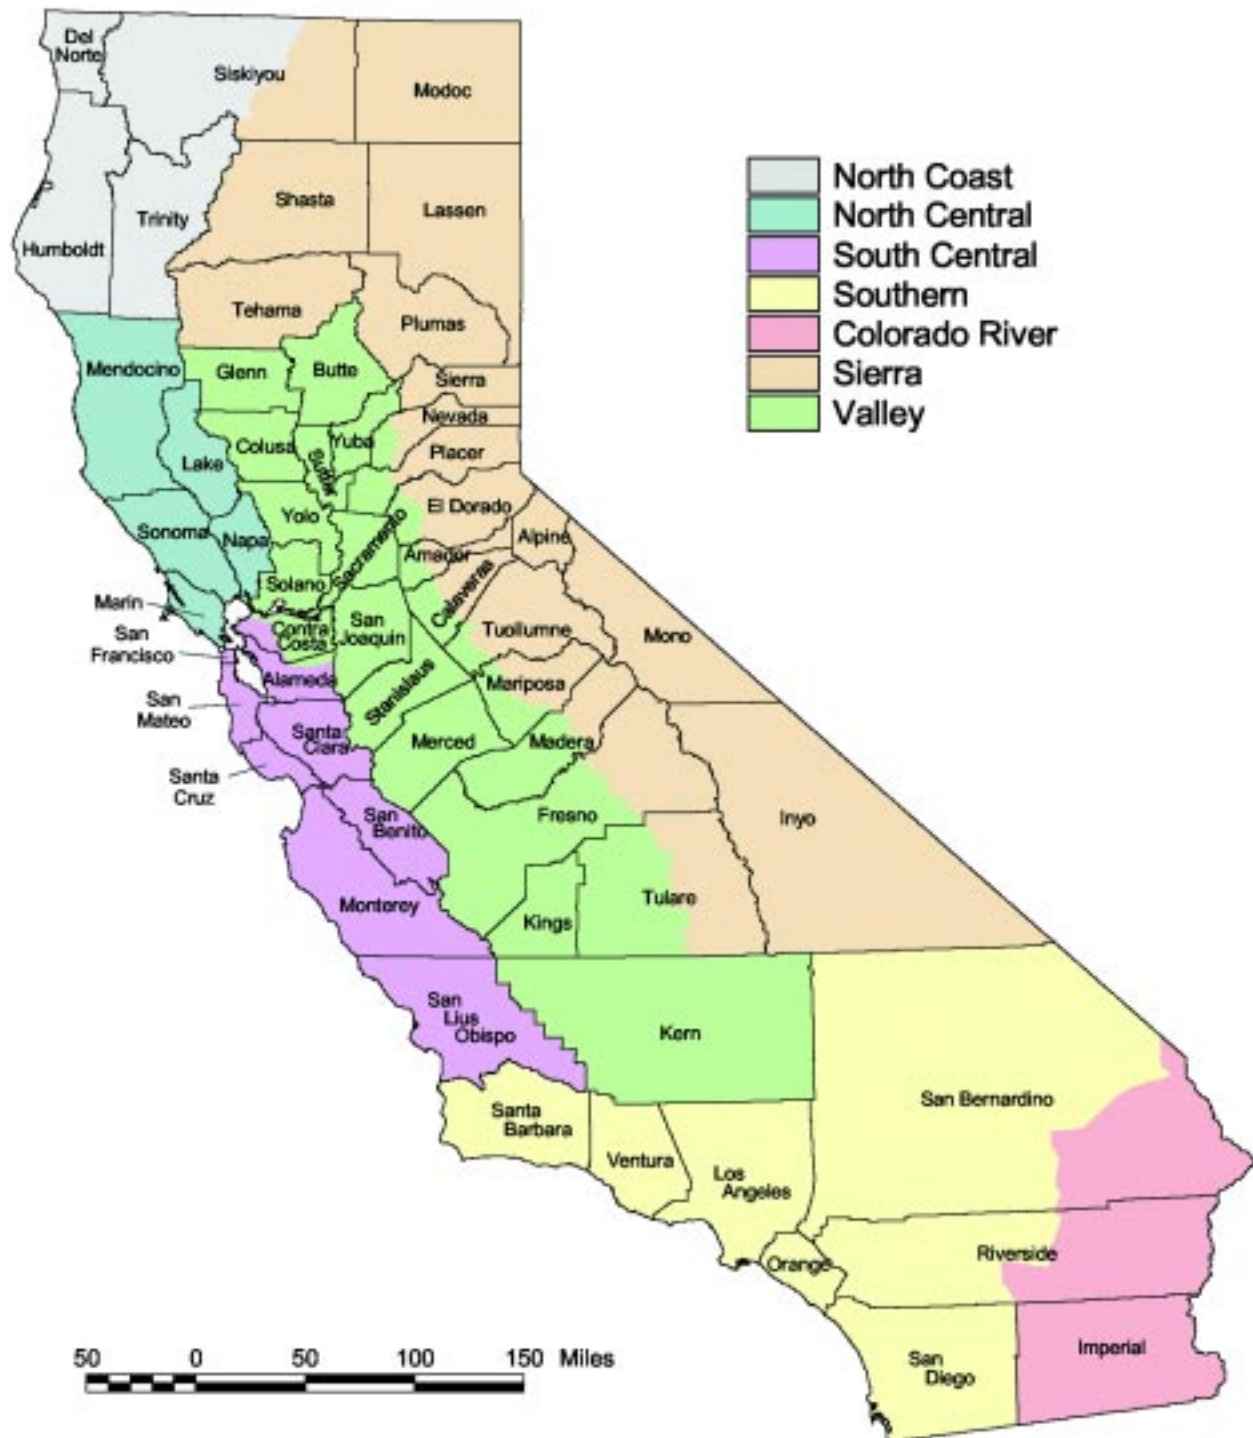 Del
Norte
Siskiyou
Modoc
Humboldt
Trinity
Shasta
Lassen
Tehama
Plumas
Mendocino
Glenn
Butte
Sierra
Lake
Colusa
Sutter
Yuba
Nevada
Placer
Sonoma
Napa
Yolo
Sacramento
El Dorado
Alpine
Amador
Solano
Marin
San
Francisco
Contra
Costa
San
Joaquin
Calaveras
Tuollumne
Mono
Alameda
San
Mateo
Stanislaus
Mariposa
Santa
Clara
Merced
Madera
Santa
Cruz
San
Benito
Fresno
Inyo
Monterey
Kings
Tulare
San
Lius
Obispo
Kern
Santa
Barbara
Ventura
Los
Angeles
San Bernardino
Orange
Riverside
San
Diego
Imperial
North Coast
North Central
South Central
Southern
Colorado River
Sierra
Valley
50 0 50 100 150 Miles